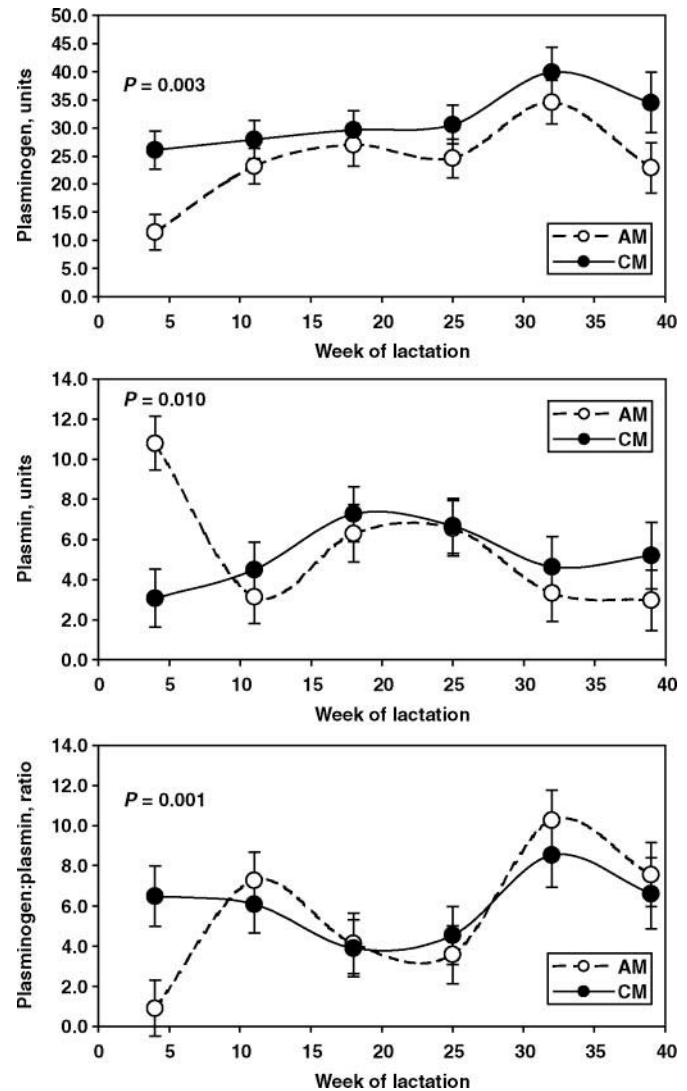 50.0
45.0
40.0
35.0
30.0
25.0
20.0
15.0
10.0
5.0
0.0
Plasminogen, units
P = 0.003
AM
CM
0 5 10 15 20 25 30 35 40
Week of lactation
14.0
12.0
10.0
8.0
6.0
4.0
2.0
0.0
Plasmin, units
P = 0.010
AM
CM
0 5 10 15 20 25 30 35 40
Week of lactation
14.0
12.0
10.0
8.0
6.0
4.0
2.0
0.0
Plasminogen:plasmin, ratio
P = 0.001
AM
CM
0 5 10 15 20 25 30 35 40
Week of lactation